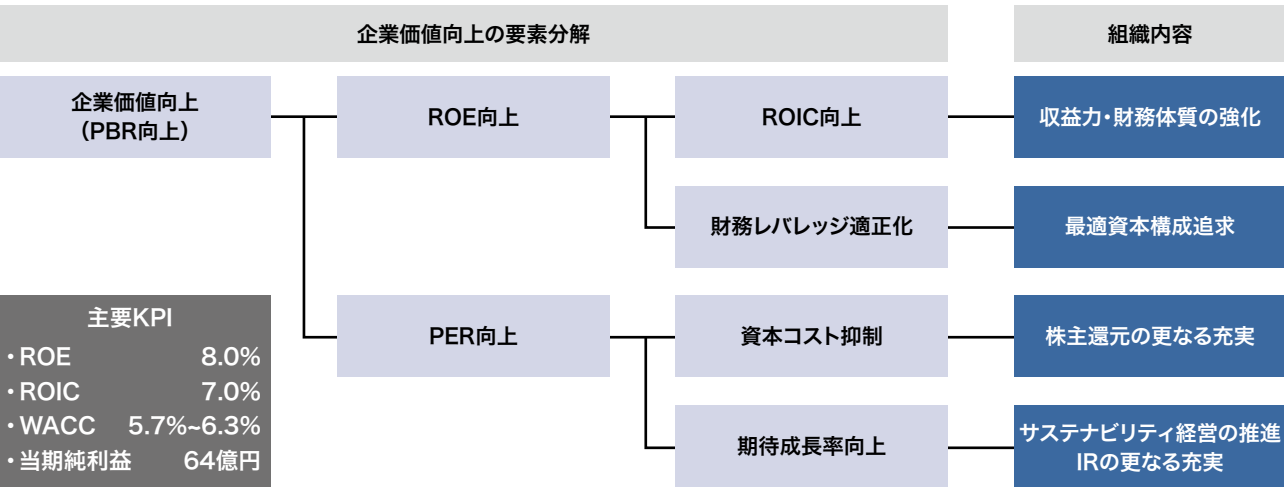 企業価値向上の要素分解
組織内容
企業価値向上
（PBR向上）
ROE向上
ROIC向上
収益力・財務体質の強化
財務レバレッジ適正化
最適資本構成追求
PER向上
資本コスト抑制
株主還元の更なる充実
期待成長率向上
サステナビリティ経営の推進
IRの更なる充実
主要KPI
・ROE 8.0%
・ROIC 7.0%
・WACC 5.7%~6.3%
・当期純利益 64億円